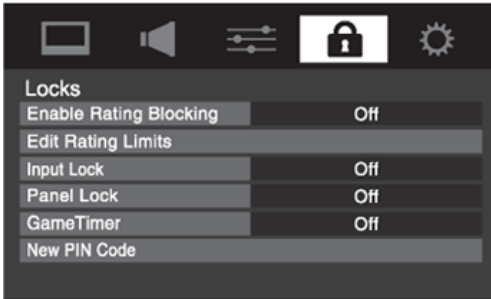 Locks
Enable Rating Blocking Off
Edit Rating Limits
Input Lock Off
Panel Lock Off
GameTimer Off
New PIN Code